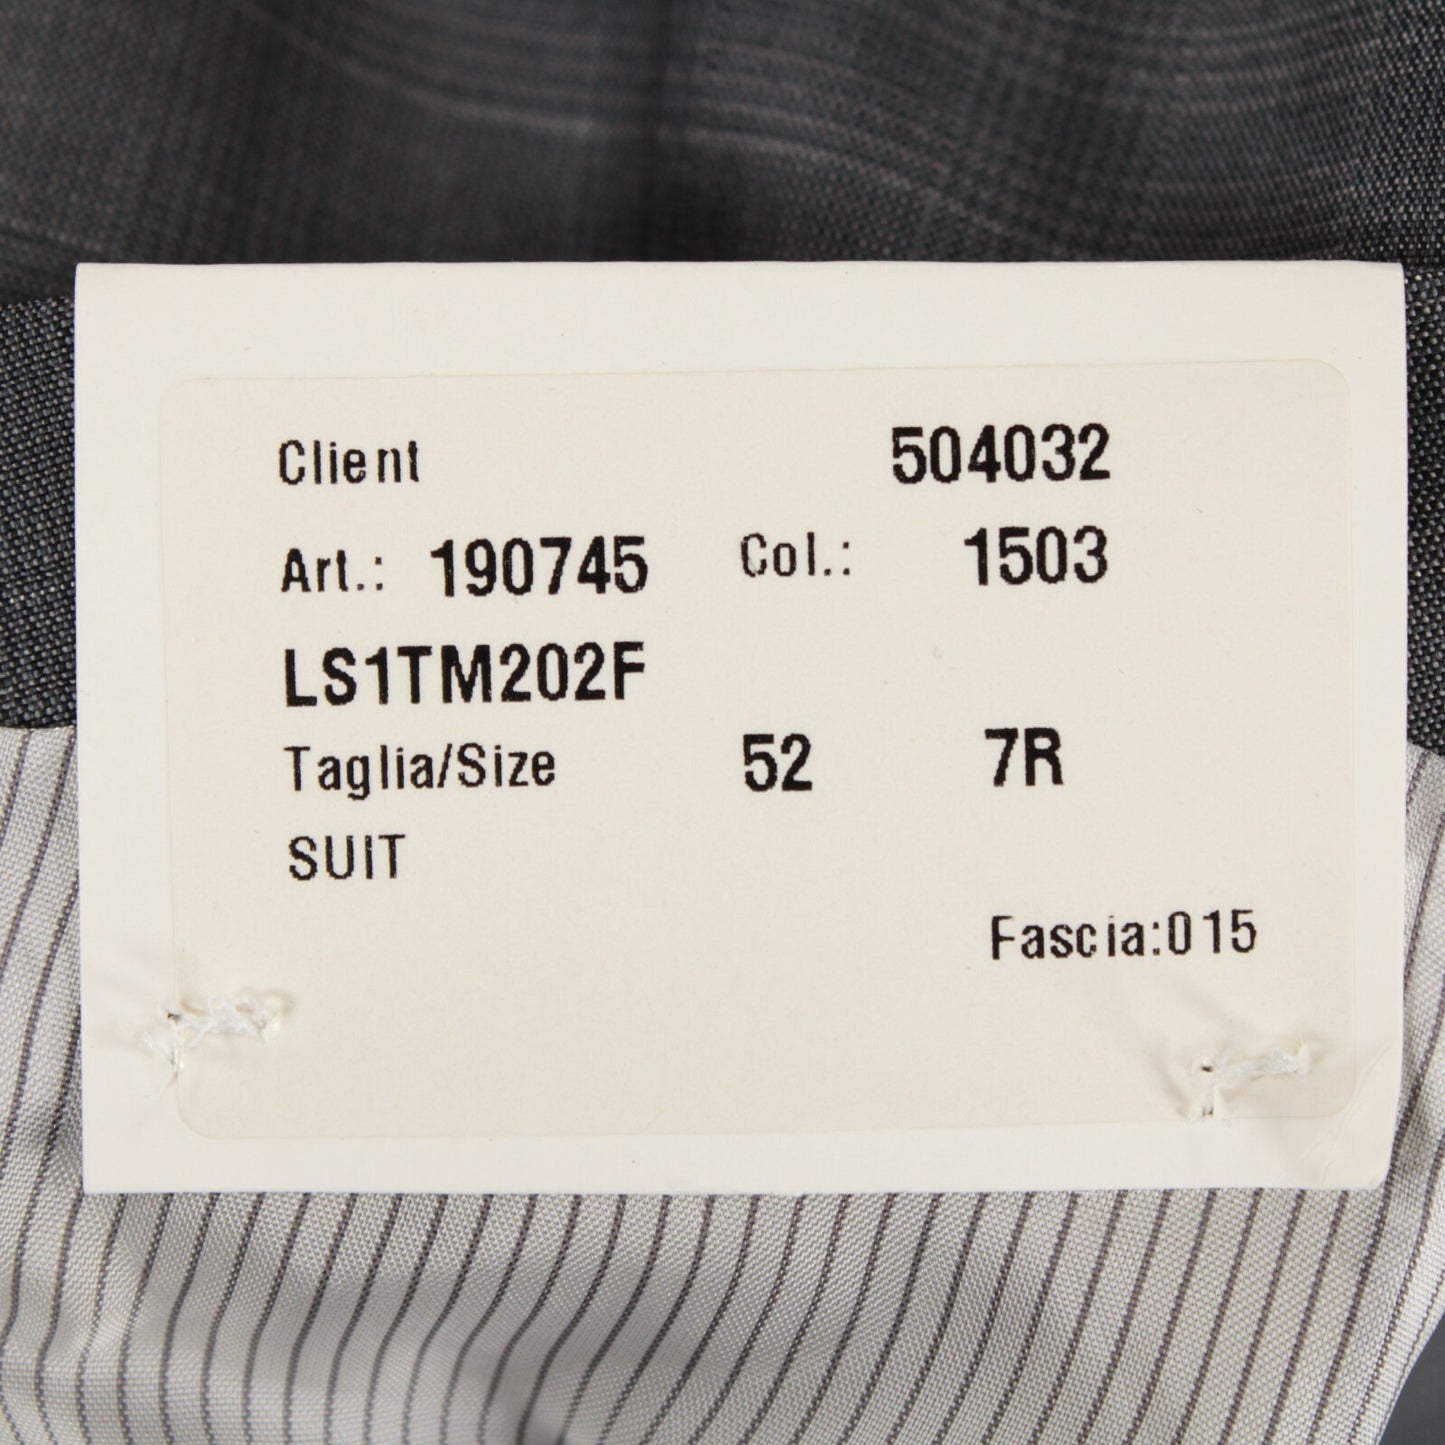 Client 504032
Art.: 190745 Col.: 1503
LS1TM202F
Taglia/Size 52 7R
SUIT
Fascia:015